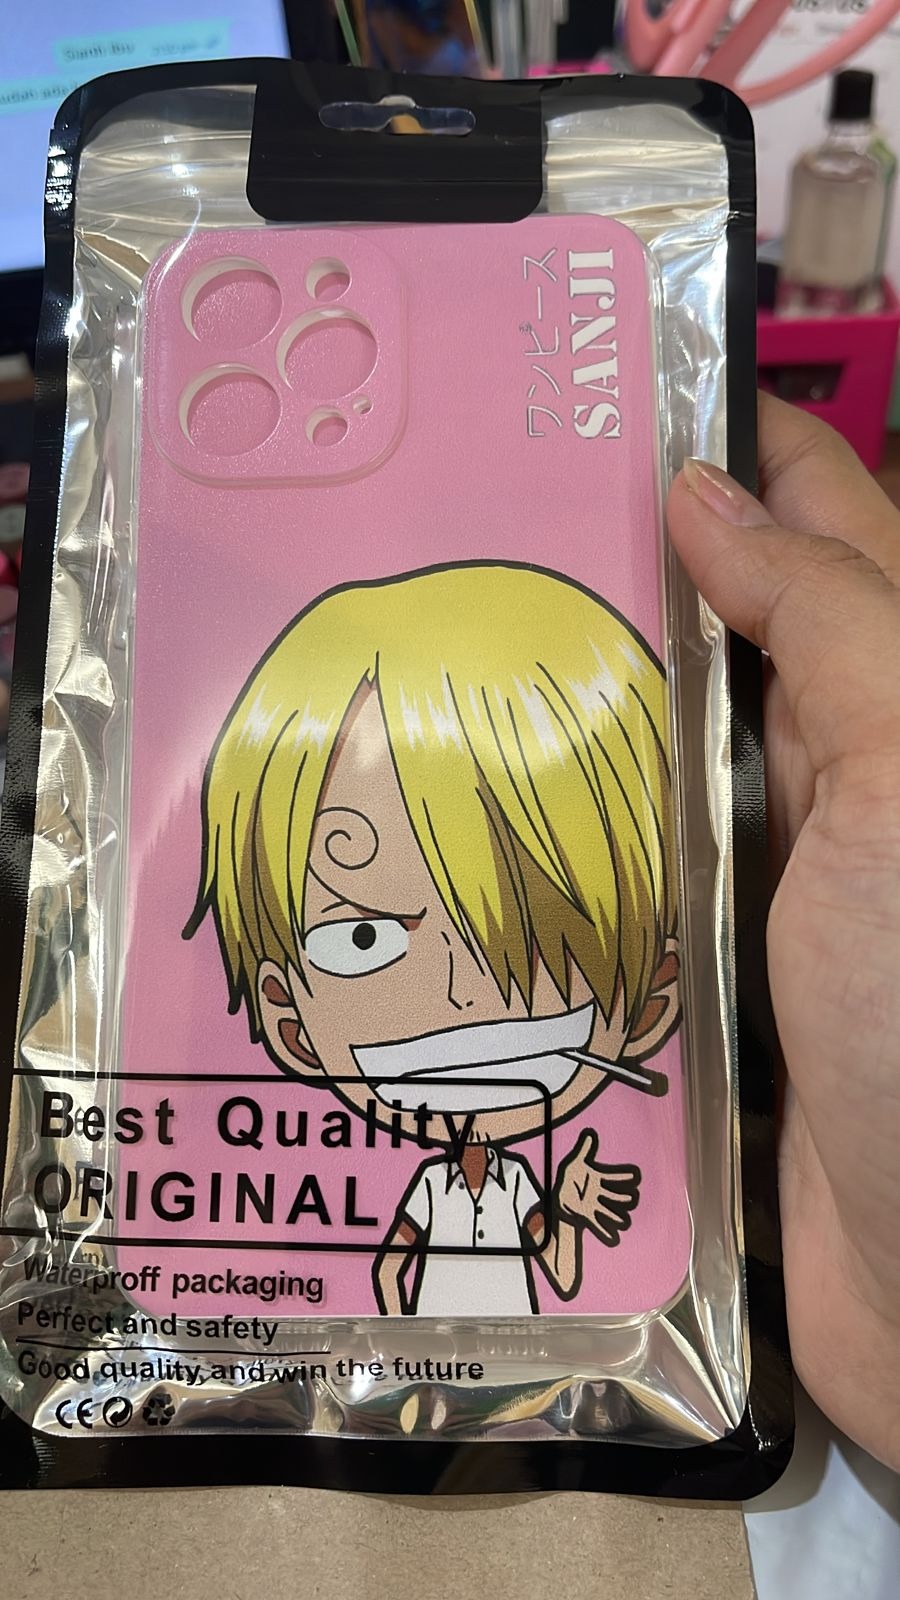 ワンピース
SANJI
Best Quality
ORIGINAL
Waterproff packaging
Perfect and safety
Good quality, and win the future
CE